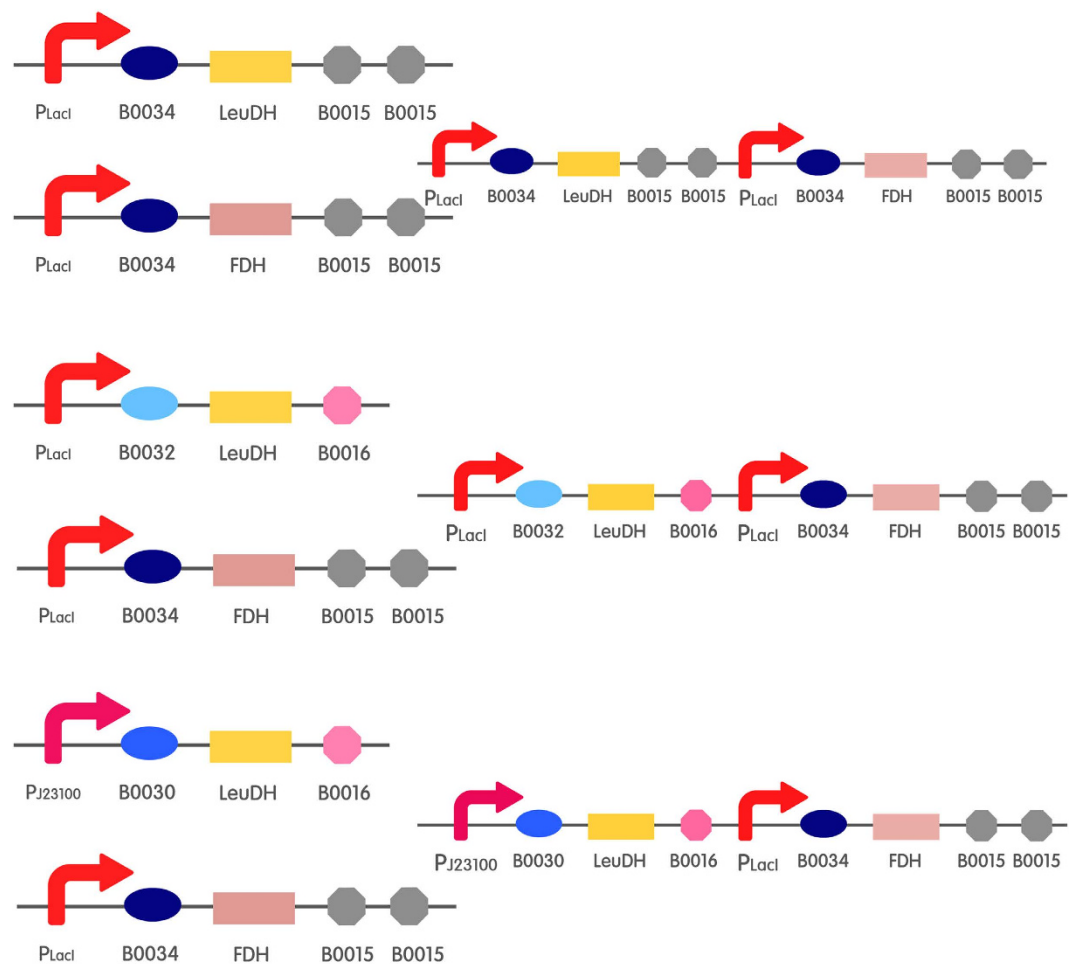 PLacI B0034 LeuDH B0015 B0015
PLacI B0034 LeuDH B0015 B0015 PLacI B0034 FDH B0015 B0015
PLacI B0034 FDH B0015 B0015
PLacI B0032 LeuDH B0016
PLacI B0032 LeuDH B0016 PLacI B0034 FDH B0015 B0015
PLacI B0034 FDH B0015 B0015
PJ23100 B0030 LeuDH B0016
PJ23100 B0030 LeuDH B0016 PLacI B0034 FDH B0015 B0015
PLacI B0034 FDH B0015 B0015